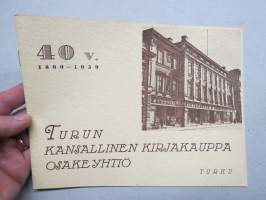 40 v.
1899-1939
TURUN
KANSALLINEN KIRJAKAUPPA
OSAKEYHTIÖ
TURKU